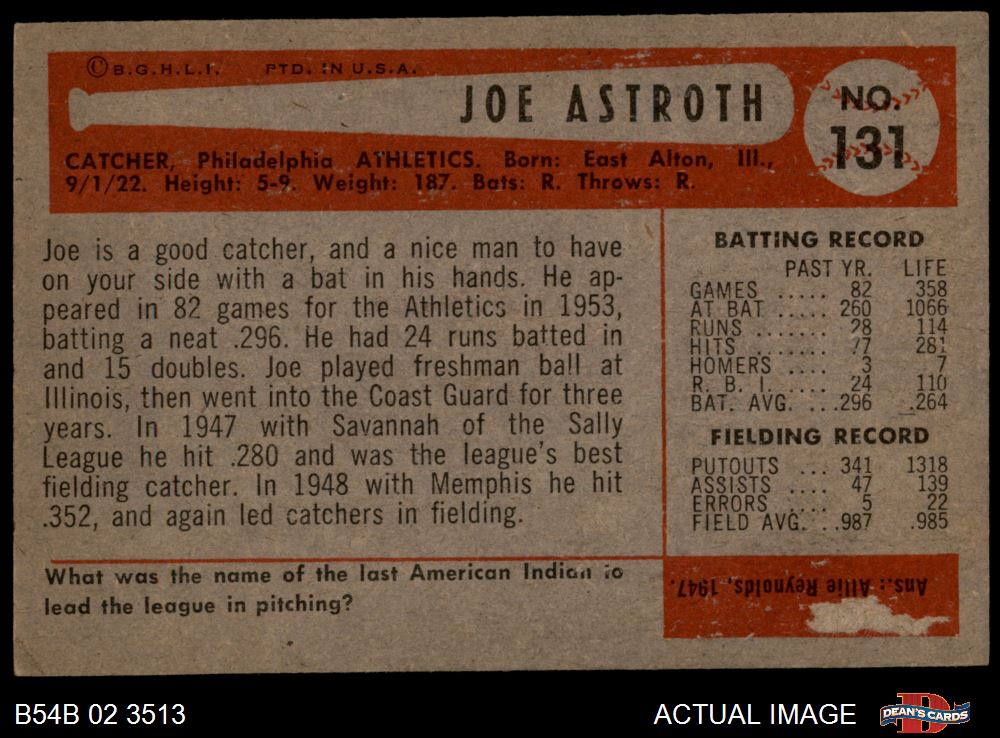 ©B.G.H.L.I. PTD. IN U.S.A.
JOE ASTROTH
NO.
131
CATCHER, Philadelphia ATHLETICS. Born: East Alton, Ill.,
9/1/22. Height: 5-9. Weight: 187. Bats: R. Throws: R.
Joe is a good catcher, and a nice man to have
on your side with a bat in his hands. He ap-
peared in 82 games for the Athletics in 1953,
batting a neat .296. He had 24 runs batted in
and 15 doubles. Joe played freshman ball at
Illinois, then went into the Coast Guard for three
years. In 1947 with Savannah of the Sally
League he hit .280 and was the league's best
fielding catcher. In 1948 with Memphis he hit
.352, and again led catchers in fielding.
BATTING RECORD
PAST YR. LIFE
GAMES ..... 82 358
AT BAT ..... 260 1066
RUNS ....... 28 114
HITS ....... 77 281
HOMERS .... 3 7
R. B. I. ..... 24 110
BAT. AVG. ...296 .264
FIELDING RECORD
PUTOUTS ... 341 1318
ASSISTS .... 47 139
ERRORS .... 5 22
FIELD AVG. ..987 .985
What was the name of the last American Indian to
lead the league in pitching?
Ans.: Allie Reynolds, 1947.
B54B 02 3513
ACTUAL IMAGE
D
DEAN'S CARDS